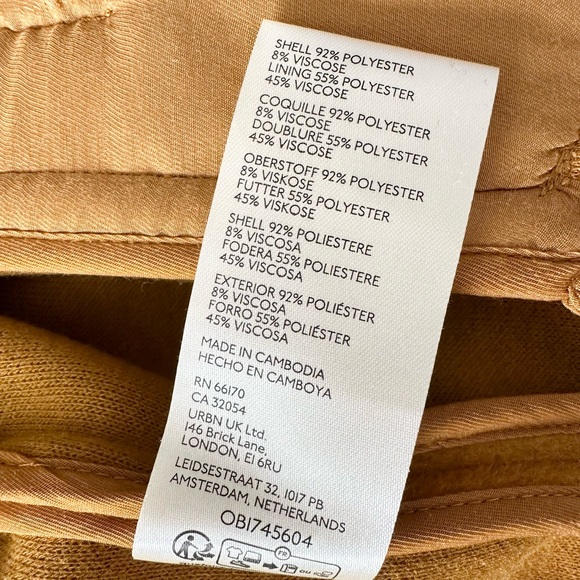 SHELL 92% POLYESTER
8% VISCOSE
LINING 55% POLYESTER
45% VISCOSE
COQUILLE 92% POLYESTER
8% VISCOSE
DOUBLURE 55% POLYESTER
45% VISCOSE
OBERSTOFF 92% POLYESTER
8% VISKOSE
FUTTER 55% POLYESTER
45% VISKOSE
SHELL 92% POLIESTERE
8% VISCOSA
FODERA 55% POLIESTERE
45% VISCOSA
EXTERIOR 92% POLIÉSTER
8% VISCOSA
FORRO 55% POLIÉSTER
45% VISCOSA
MADE IN CAMBODIA
HECHO EN CAMBOYA
RN 66170
CA 32054
URBN UK Ltd.
146 Brick Lane,
LONDON, E1 6RU
LEIDSESTRAAT 32, 1017 PB
AMSTERDAM, NETHERLANDS
OB1745604
FR
ou